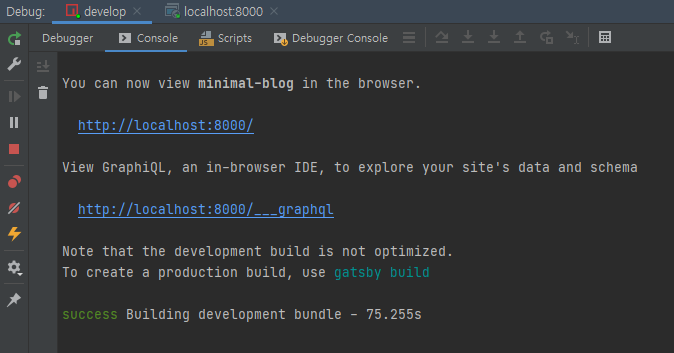 Debug: develop localhost:8000
Debugger Console Scripts Debugger Console
You can now view minimal-blog in the browser.
http://localhost:8000/
View GraphiQL, an in-browser IDE, to explore your site's data and schema
http://localhost:8000/___graphql
Note that the development build is not optimized.
To create a production build, use gatsby build
success Building development bundle - 75.255s